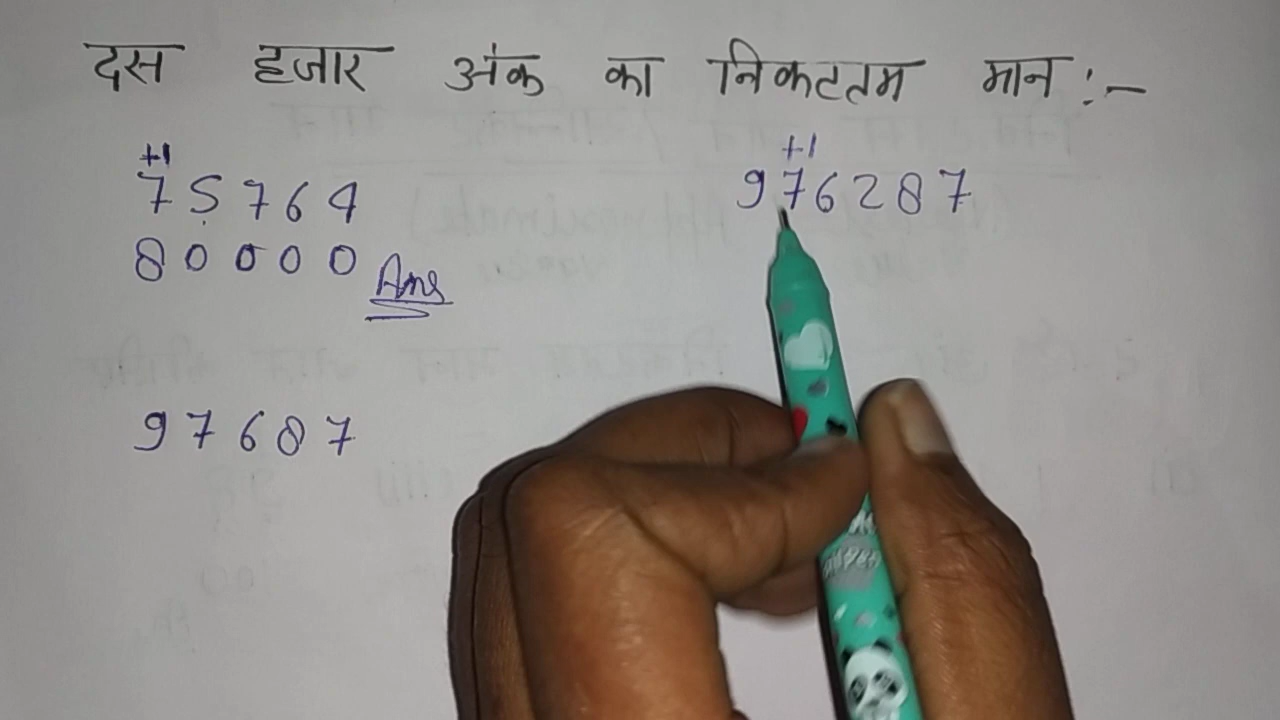 दस हजार अंक का निकटतम मान :-
+1
75764
80000 Ans
+1
976287
97687